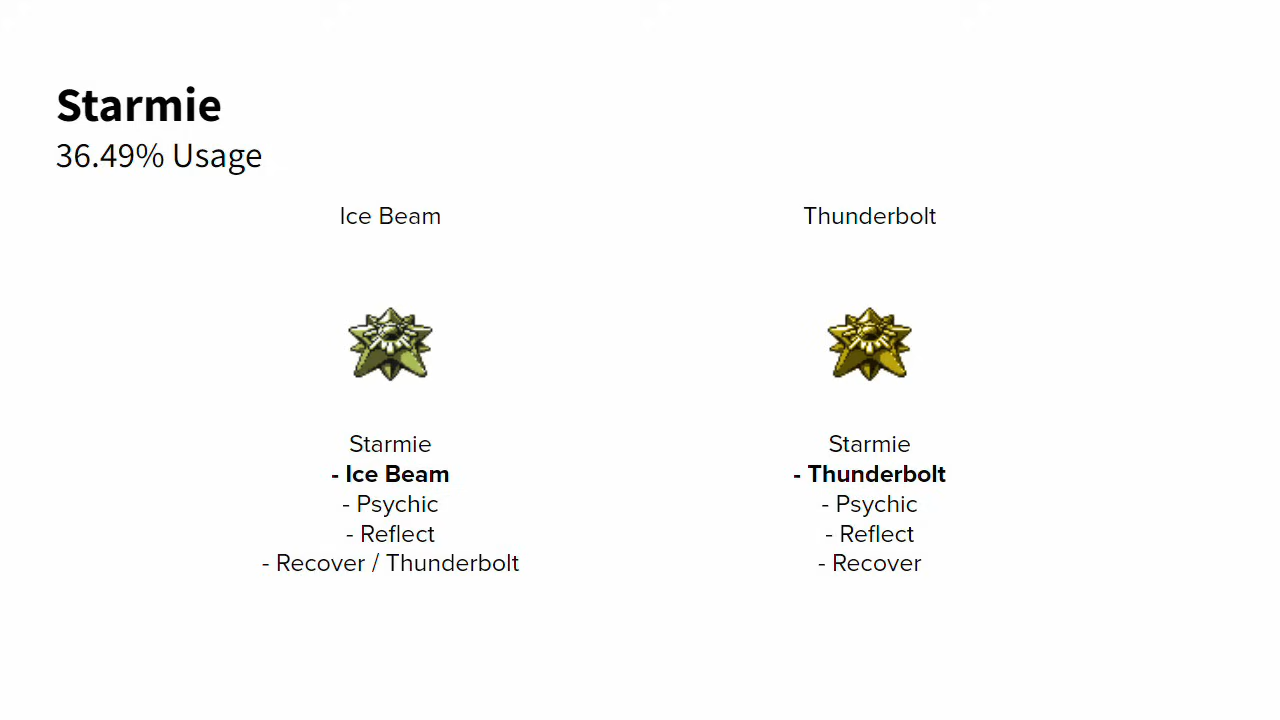 Starmie
36.49% Usage
Ice Beam
Starmie
- Ice Beam
- Psychic
- Reflect
- Recover / Thunderbolt
Thunderbolt
Starmie
- Thunderbolt
- Psychic
- Reflect
- Recover